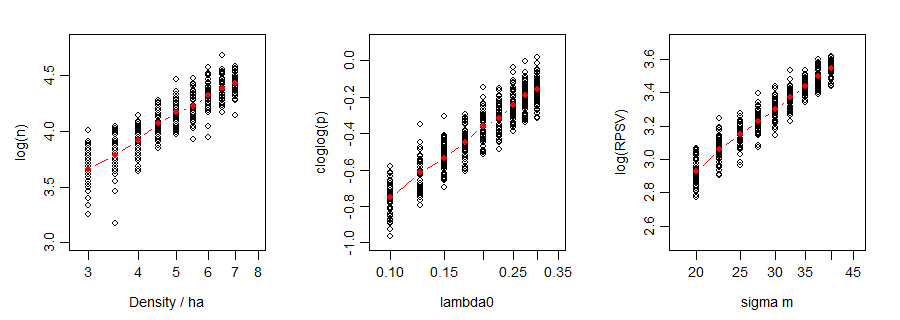 log(n)
4.5
4.0
3.5
3.0
3 4 5 6 7 8
Density / ha
cloglog(p)
0.0
-0.2
-0.4
-0.6
-0.8
-1.0
0.10 0.15 0.25 0.35
lambda0
log(RPSV)
3.6
3.4
3.2
3.0
2.8
2.6
20 25 30 35 45
sigma m